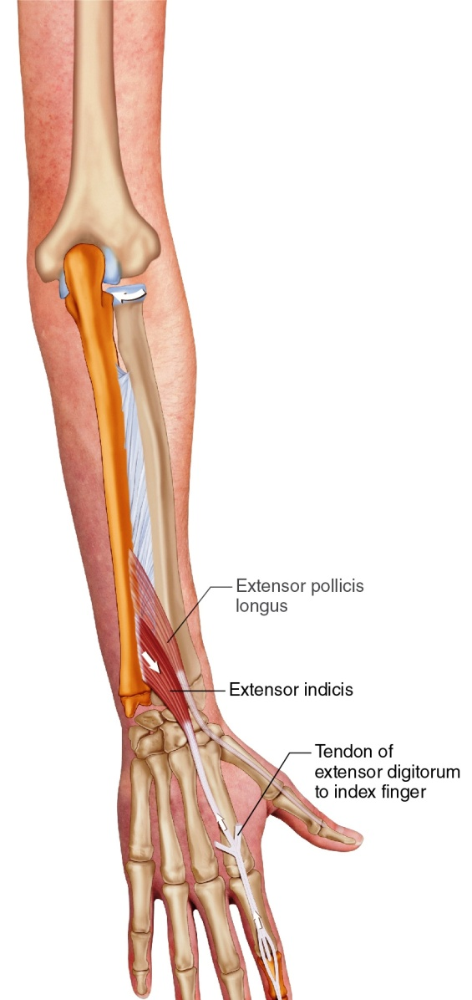 Extensor pollicis
longus
Extensor indicis
Tendon of
extensor digitorum
to index finger